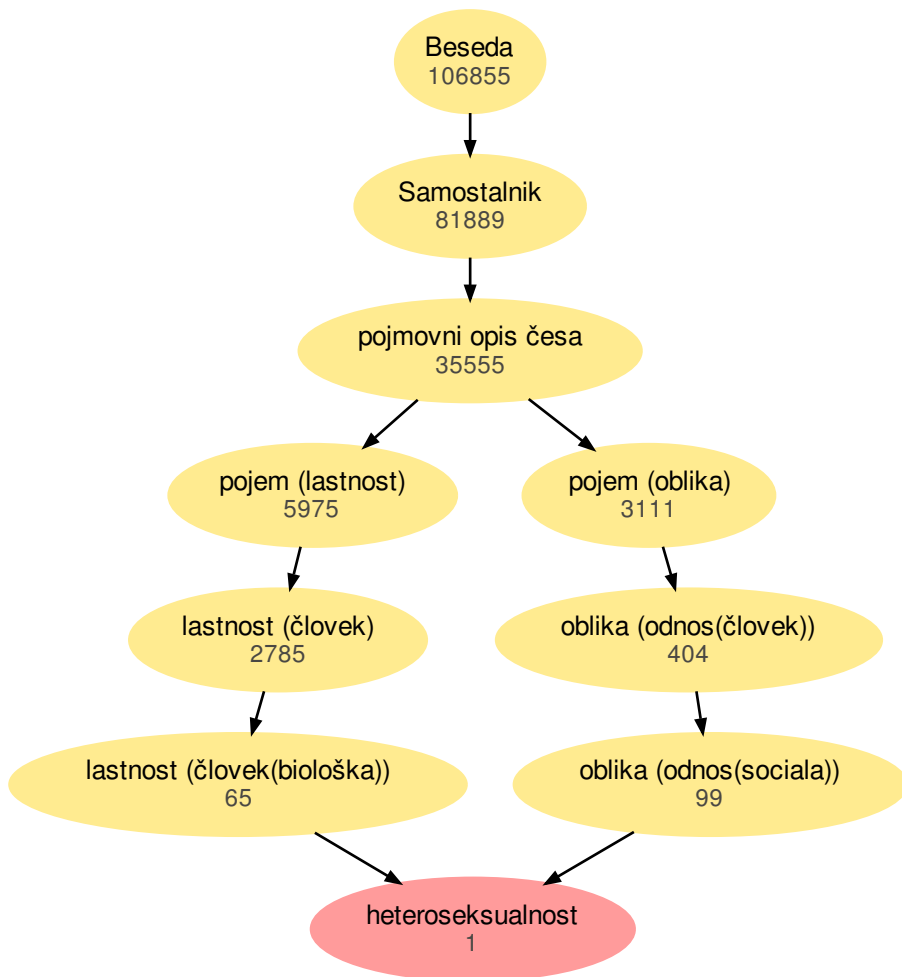 Beseda
106855
Samostalnik
81889
pojmovni opis česa
35555
pojem (lastnost)
5975
pojem (oblika)
3111
lastnost (človek)
2785
oblika (odnos(človek))
404
lastnost (človek(biološka))
65
oblika (odnos(sociala))
99
heteroseksualnost
1